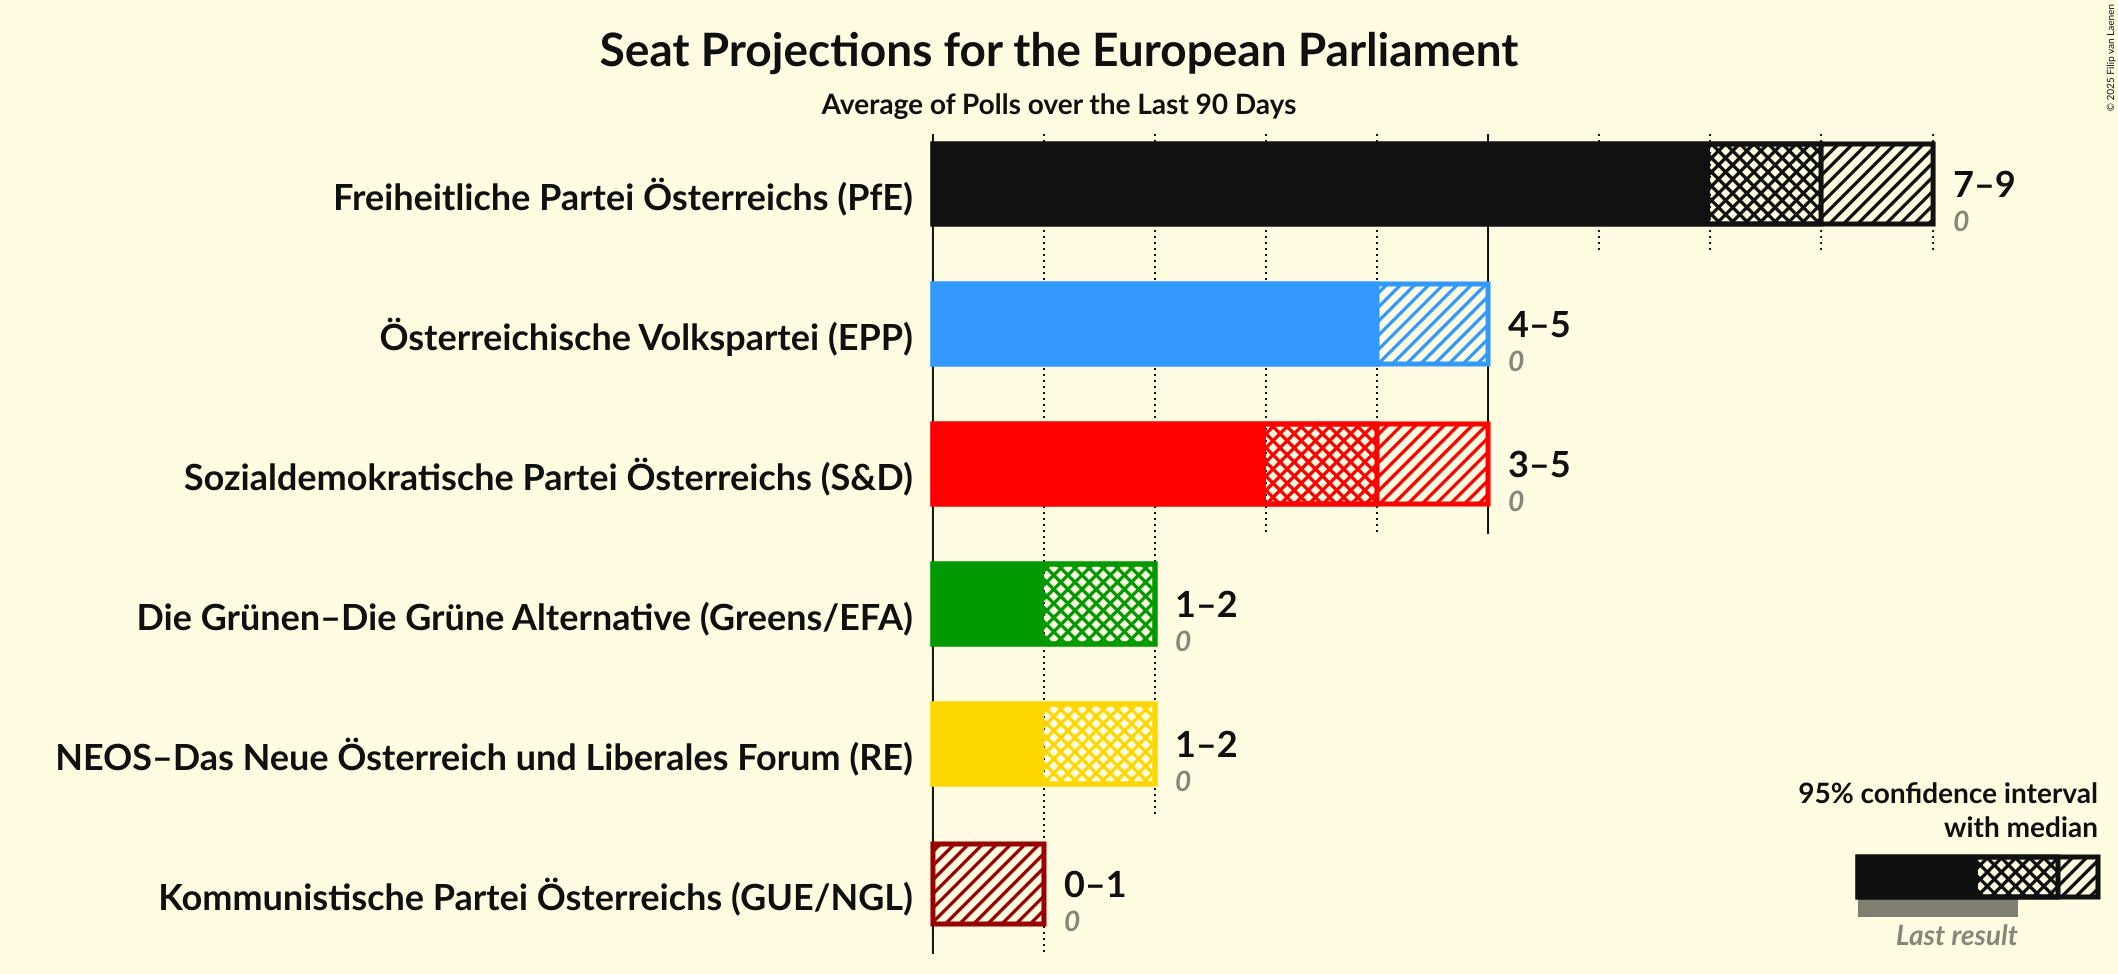 Seat Projections for the European Parliament
Average of Polls over the Last 90 Days
© 2025 Filip van Laenen
Freiheitliche Partei Österreichs (PfE)
7–9
0
Österreichische Volkspartei (EPP)
4–5
0
Sozialdemokratische Partei Österreichs (S&D)
3–5
0
Die Grünen–Die Grüne Alternative (Greens/EFA)
1–2
0
NEOS–Das Neue Österreich und Liberales Forum (RE)
1–2
0
Kommunistische Partei Österreichs (GUE/NGL)
0–1
0
95% confidence interval
with median
Last result